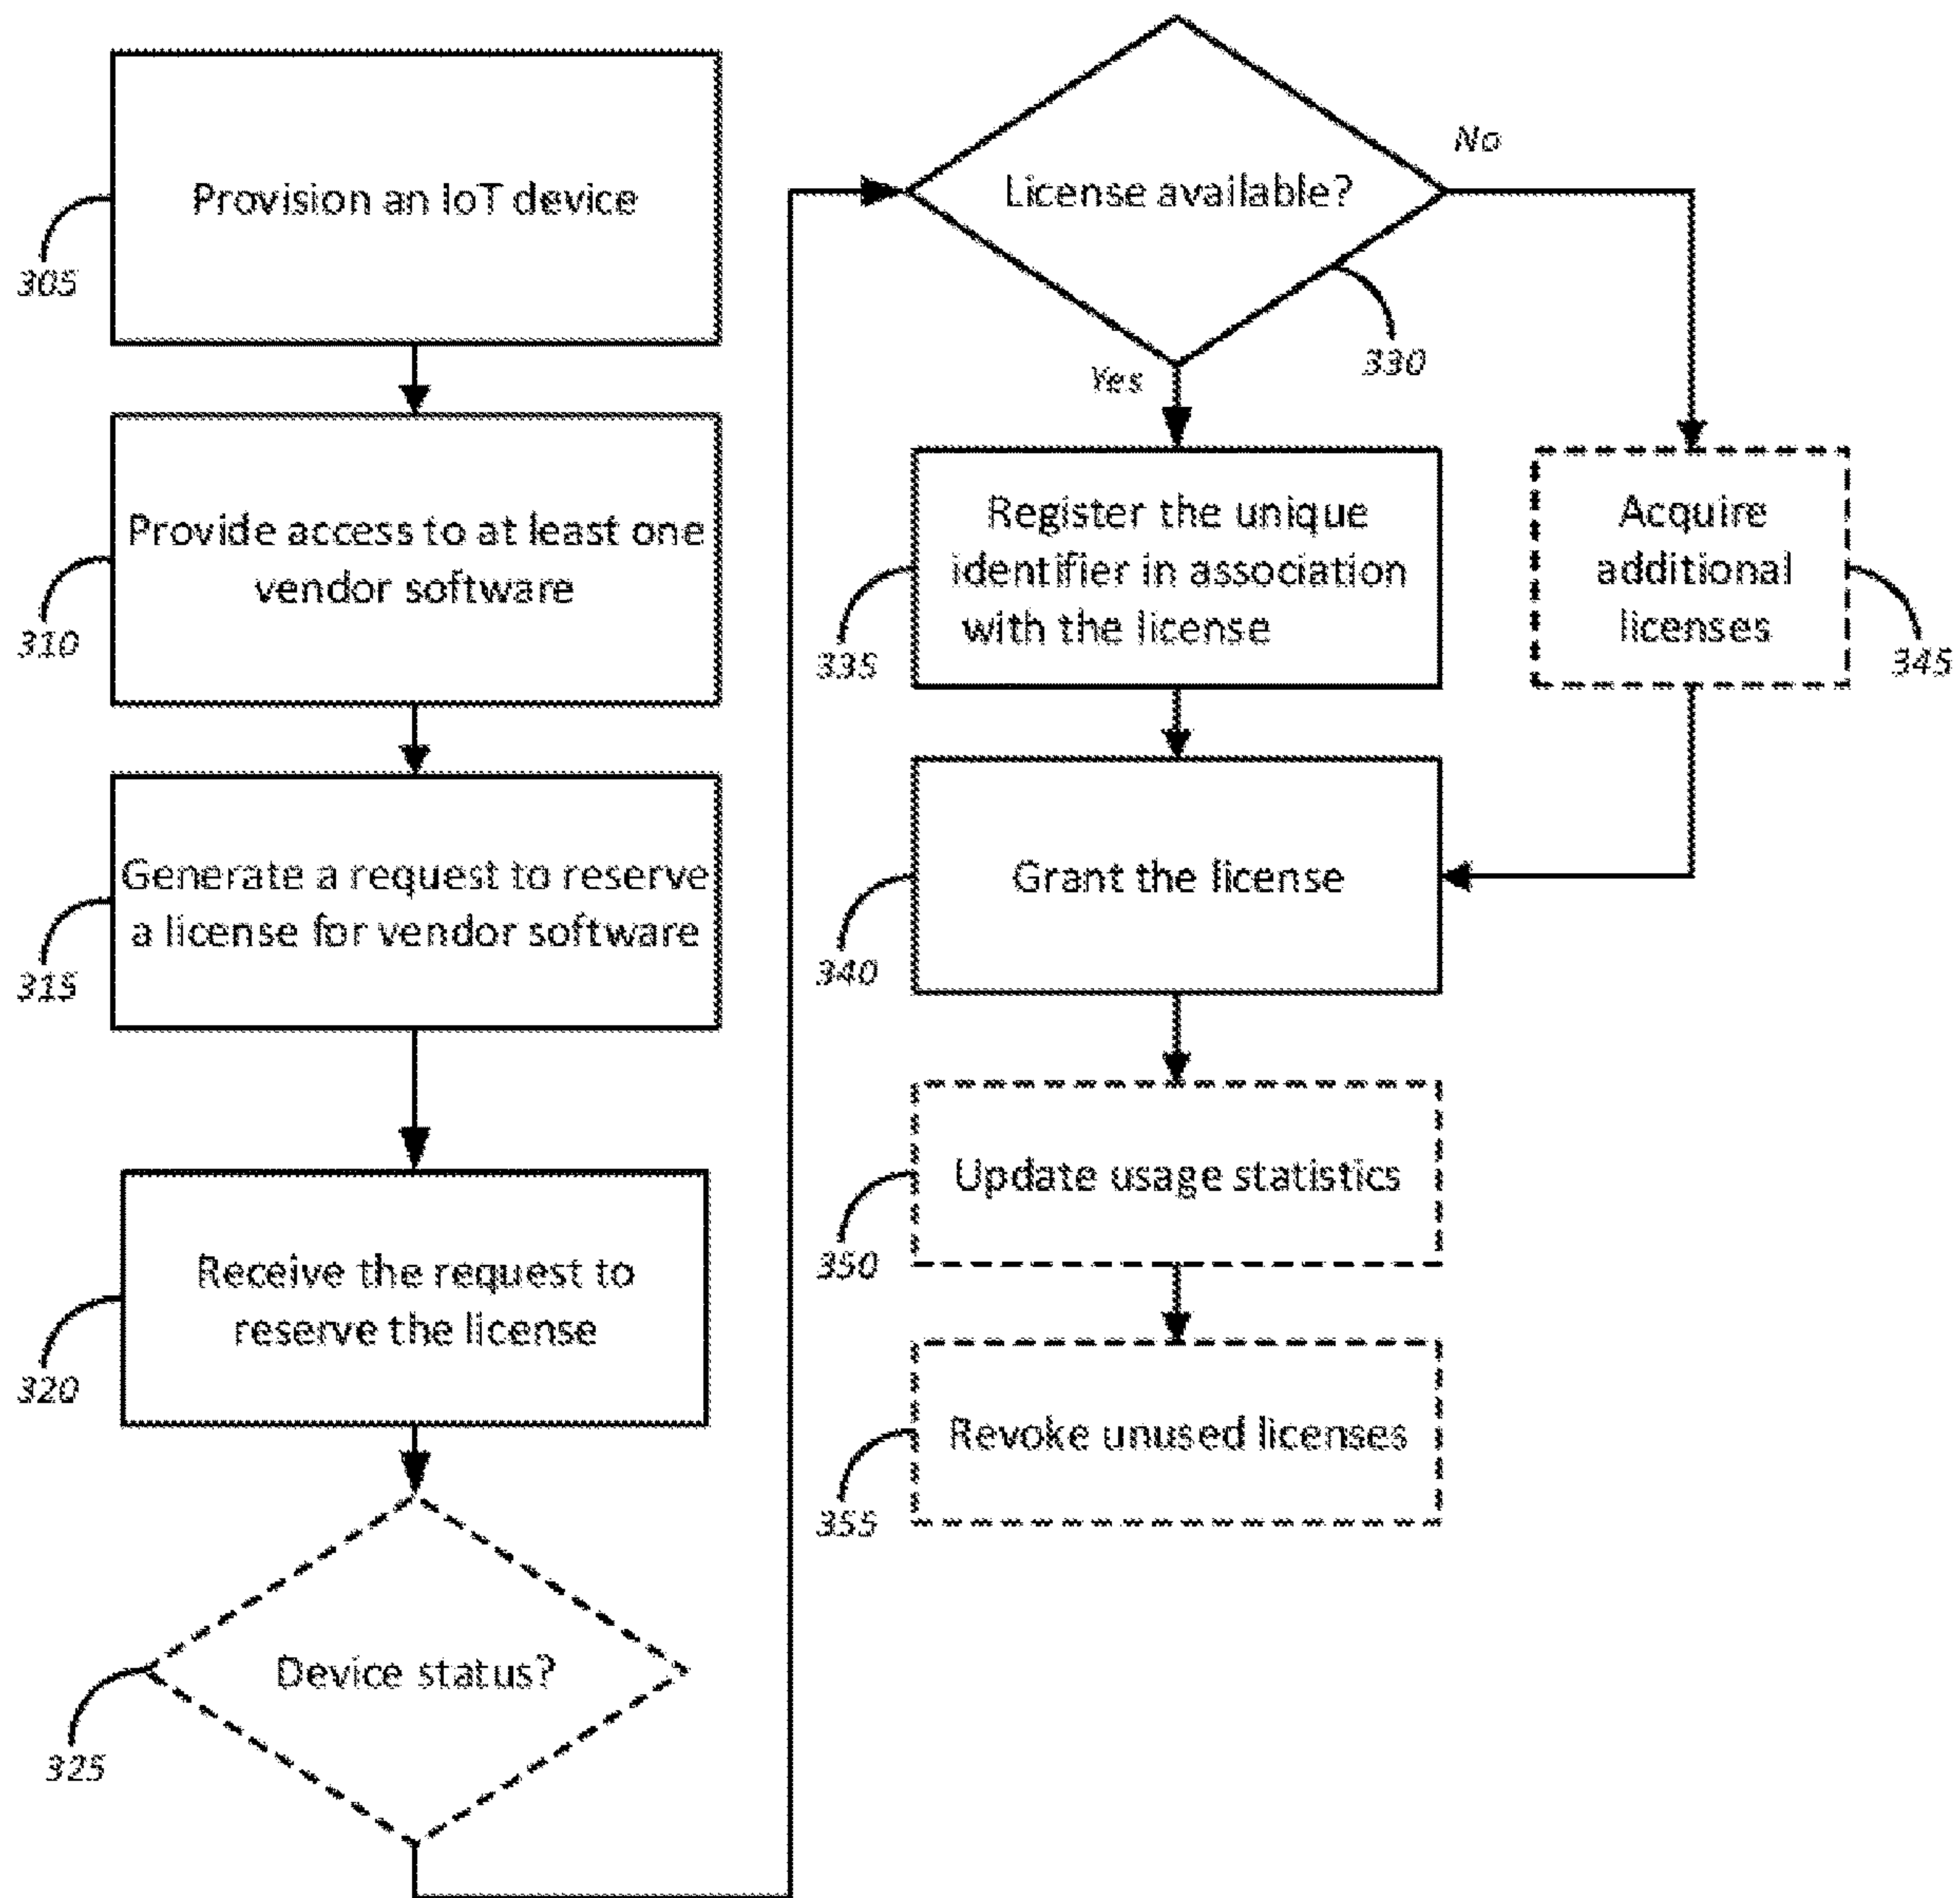 Provision an IoT device
305
Provide access to at least one
vendor software
310
Generate a request to reserve
a license for vendor software
315
Receive the request to
reserve the license
320
Device status?
325
License available?
No
330
Yes
Register the unique
identifier in association
with the license
335
Acquire
additional
licenses
345
Grant the license
340
Update usage statistics
350
Revoke unused licenses
355